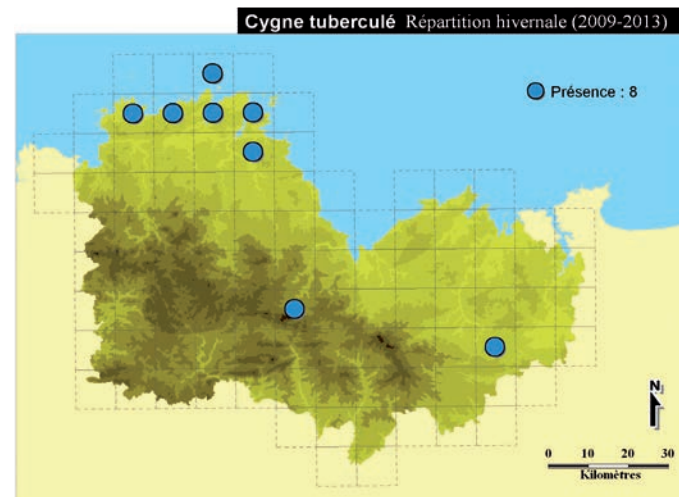 Cygne tuberculé Répartition hivernale (2009-2013)
Présence : 8
N
0 10 20 30
Kilomètres